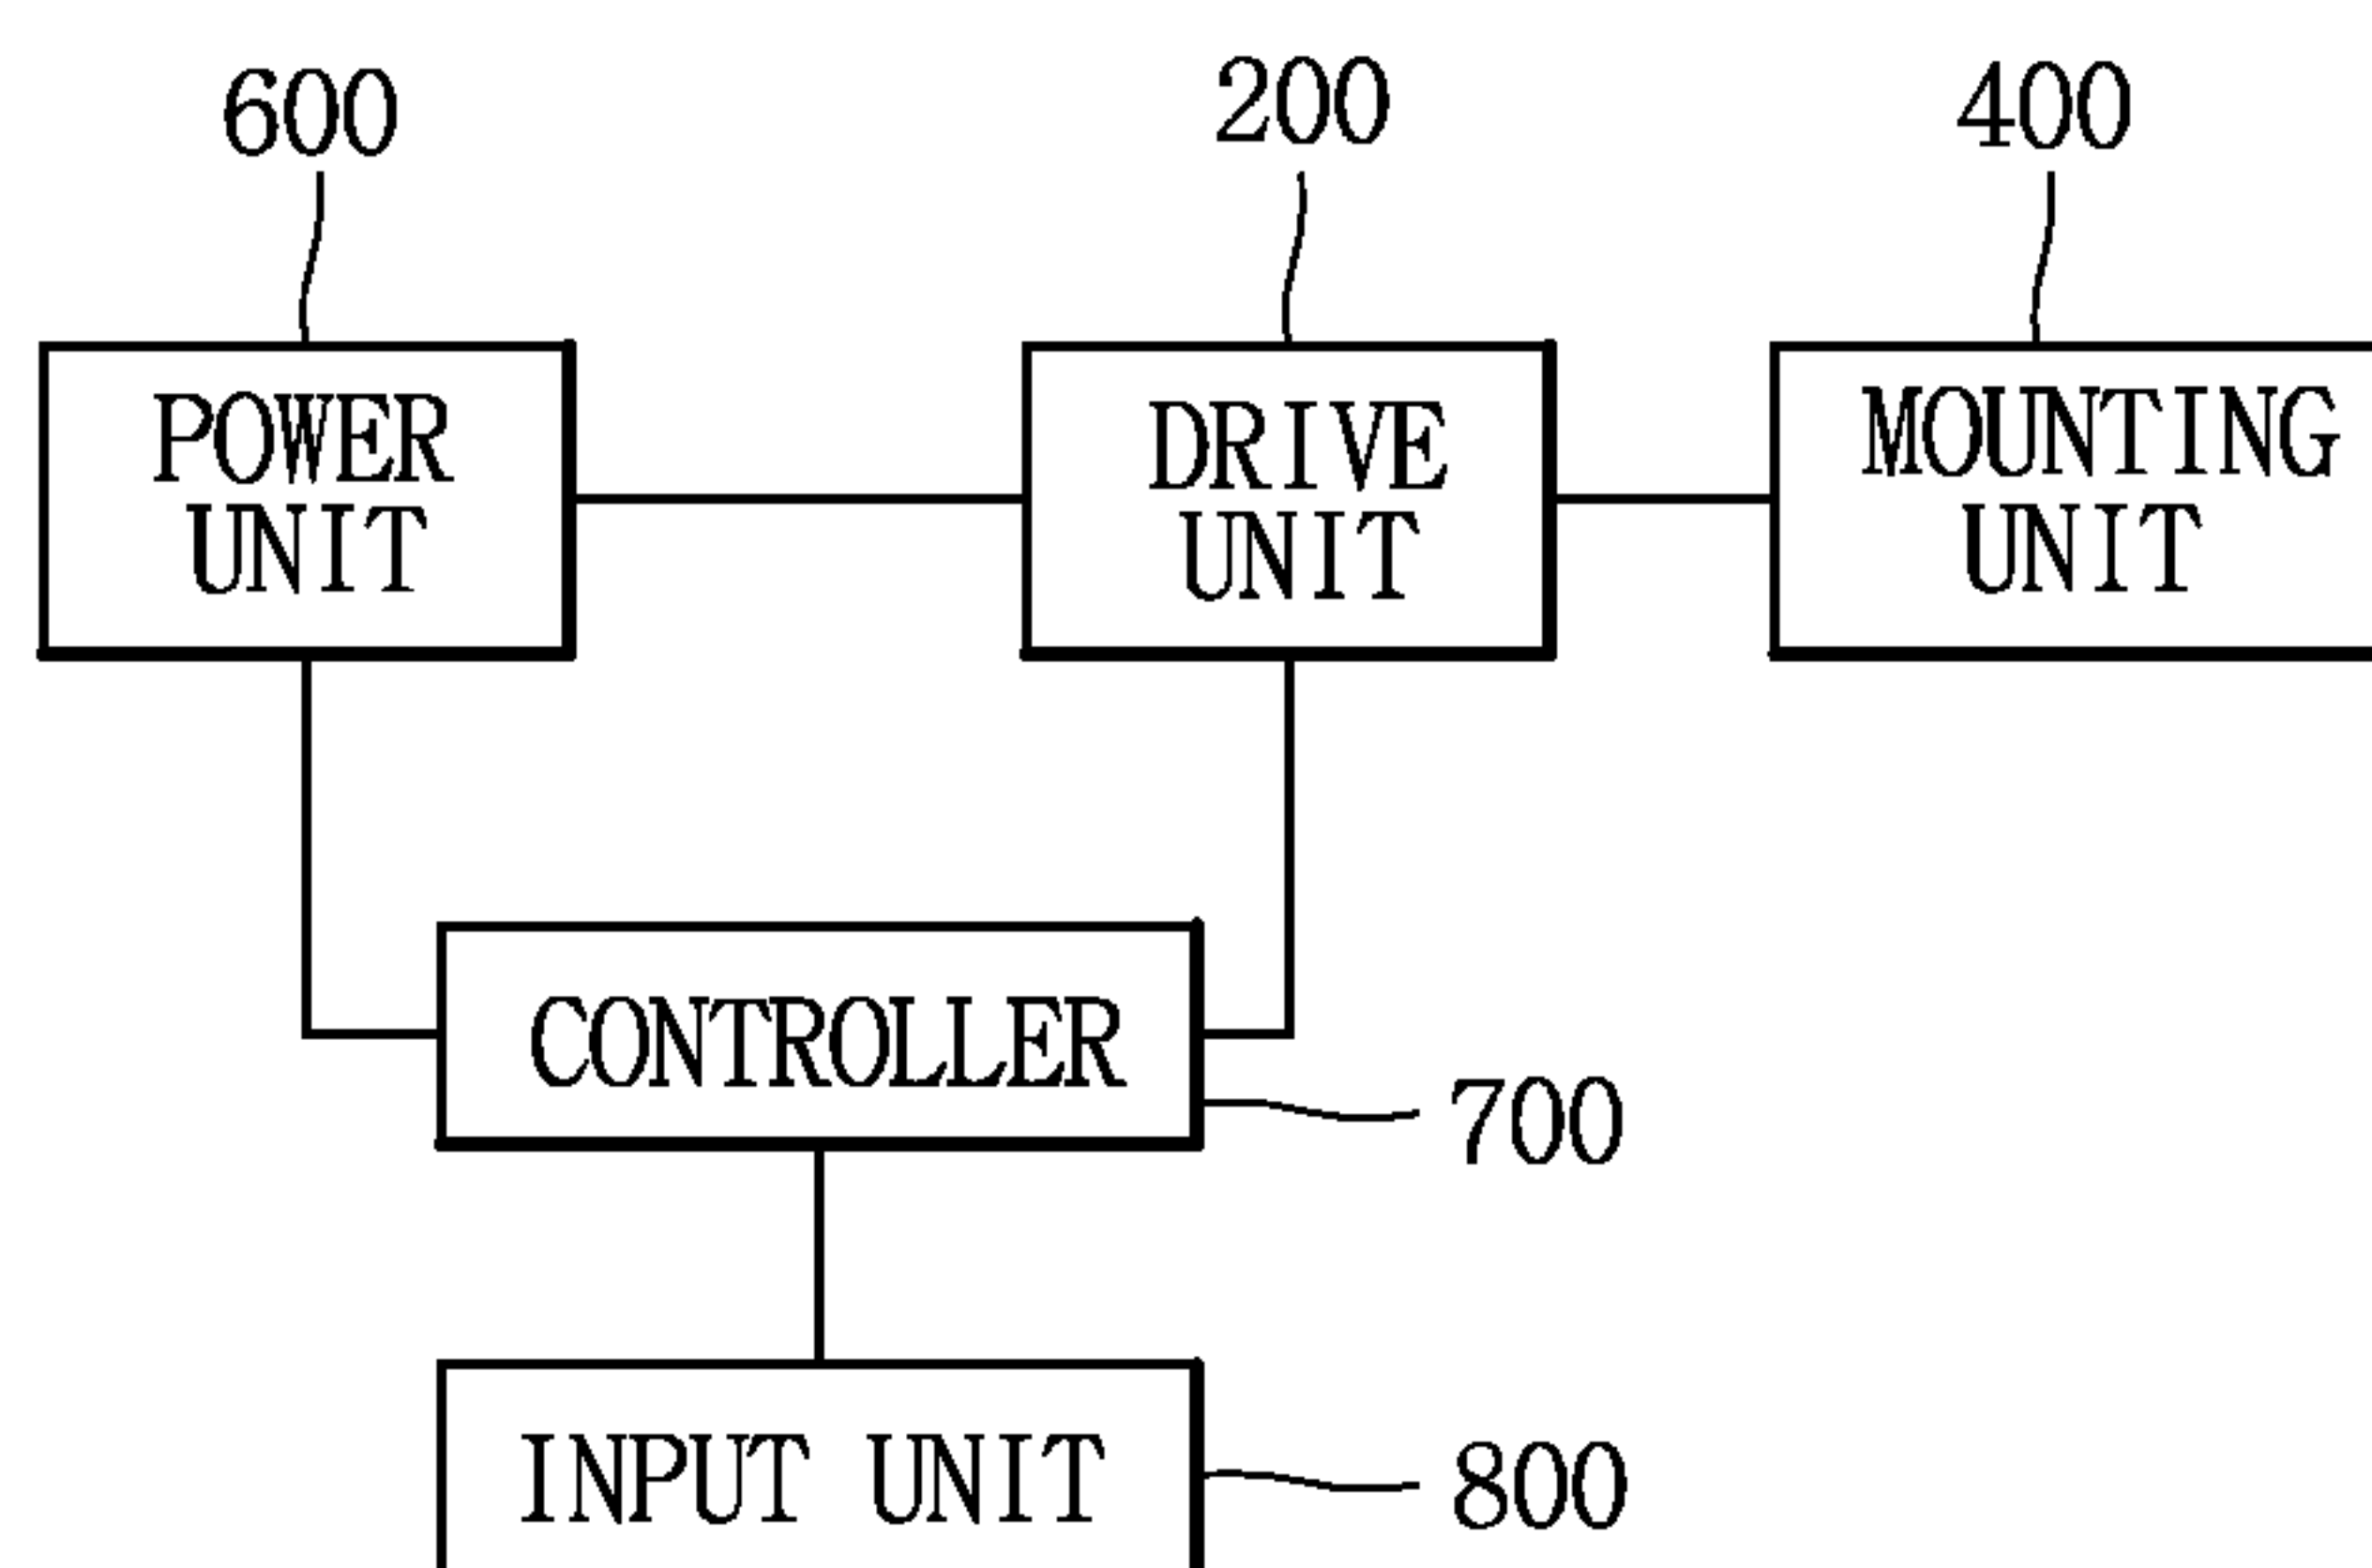 600
200
400
POWER
UNIT
DRIVE
UNIT
MOUNTING
UNIT
CONTROLLER
700
INPUT UNIT
800